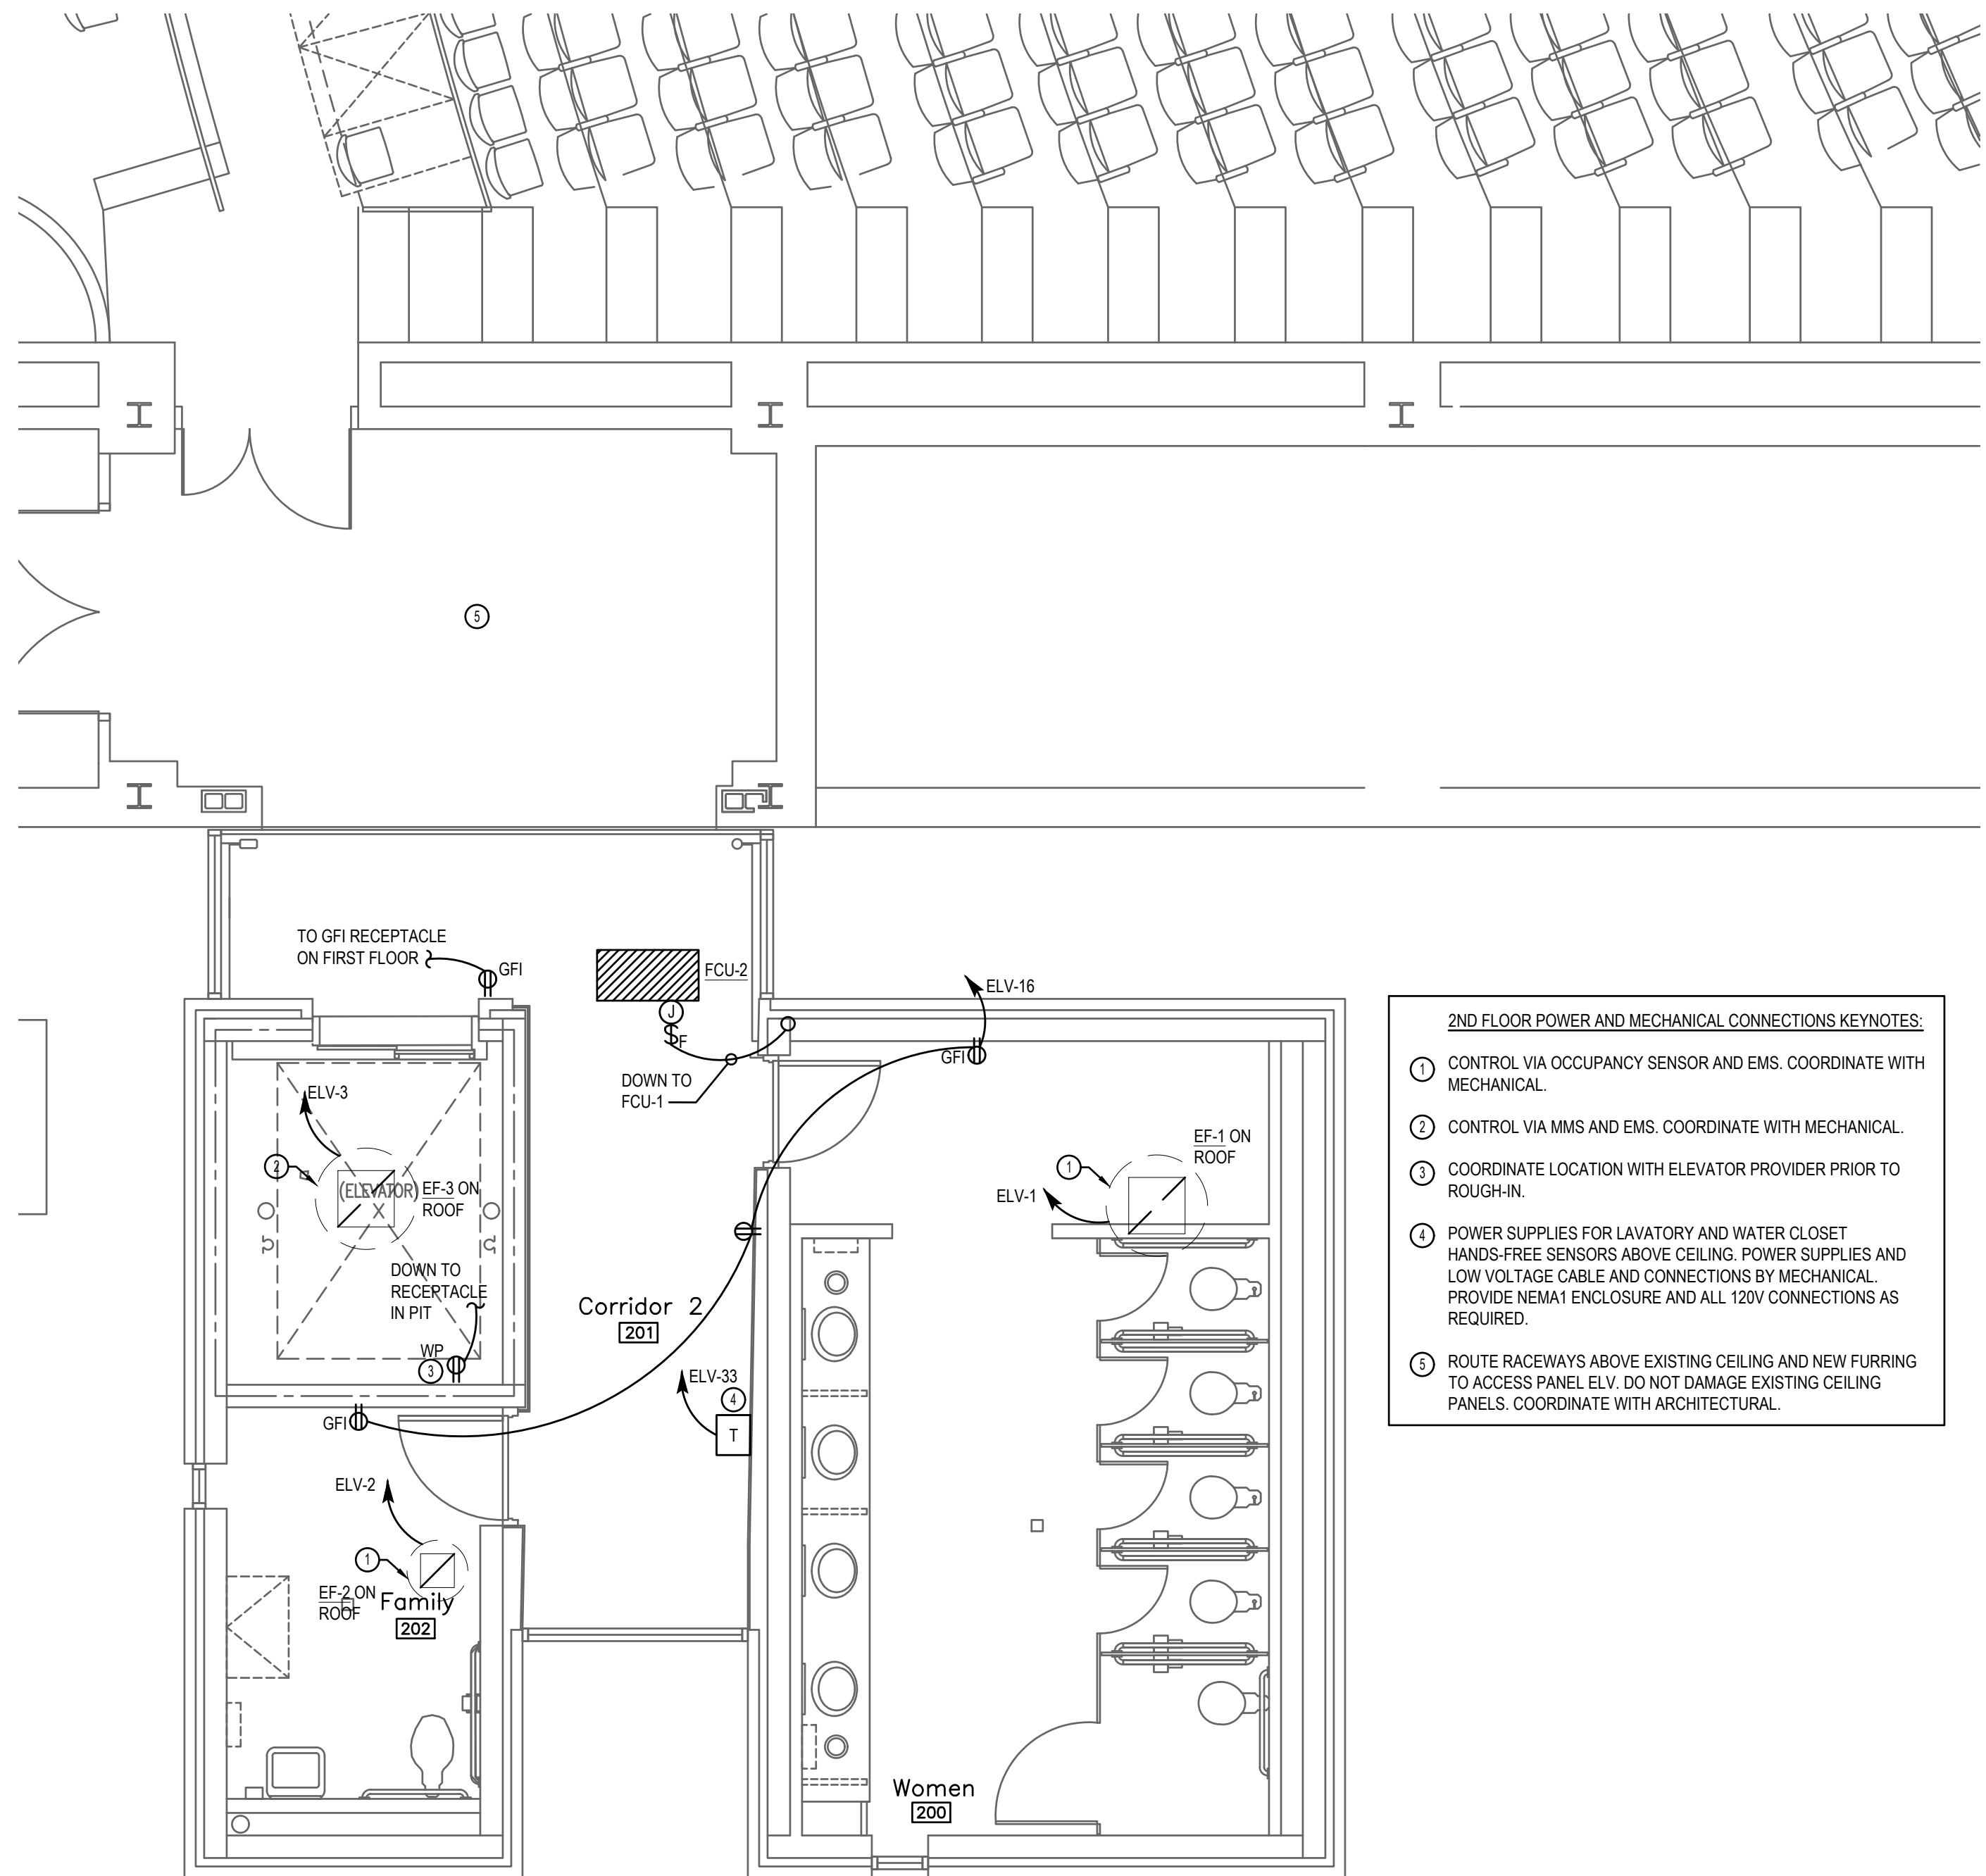 5
TO GFI RECEPTACLE
ON FIRST FLOOR
GFI
FCU-2
J
$F
DOWN TO
FCU-1
ELV-16
GFI
ELV-3
2
(ELEVATOR)
EF-3 ON
ROOF
DOWN TO
RECEPTACLE
IN PIT
WP
3
GFI
Corridor 2
201
ELV-33
4
T
EF-1 ON
ROOF
1
ELV-1
ELV-2
1
EF-2 ON
ROOF
Family
202
Women
200
2ND FLOOR POWER AND MECHANICAL CONNECTIONS KEYNOTES:
1 CONTROL VIA OCCUPANCY SENSOR AND EMS. COORDINATE WITH
MECHANICAL.
2 CONTROL VIA MMS AND EMS. COORDINATE WITH MECHANICAL.
3 COORDINATE LOCATION WITH ELEVATOR PROVIDER PRIOR TO
ROUGH-IN.
4 POWER SUPPLIES FOR LAVATORY AND WATER CLOSET
HANDS-FREE SENSORS ABOVE CEILING. POWER SUPPLIES AND
LOW VOLTAGE CABLE AND CONNECTIONS BY MECHANICAL.
PROVIDE NEMA1 ENCLOSURE AND ALL 120V CONNECTIONS AS
REQUIRED.
5 ROUTE RACEWAYS ABOVE EXISTING CEILING AND NEW FURRING
TO ACCESS PANEL ELV. DO NOT DAMAGE EXISTING CEILING
PANELS. COORDINATE WITH ARCHITECTURAL.